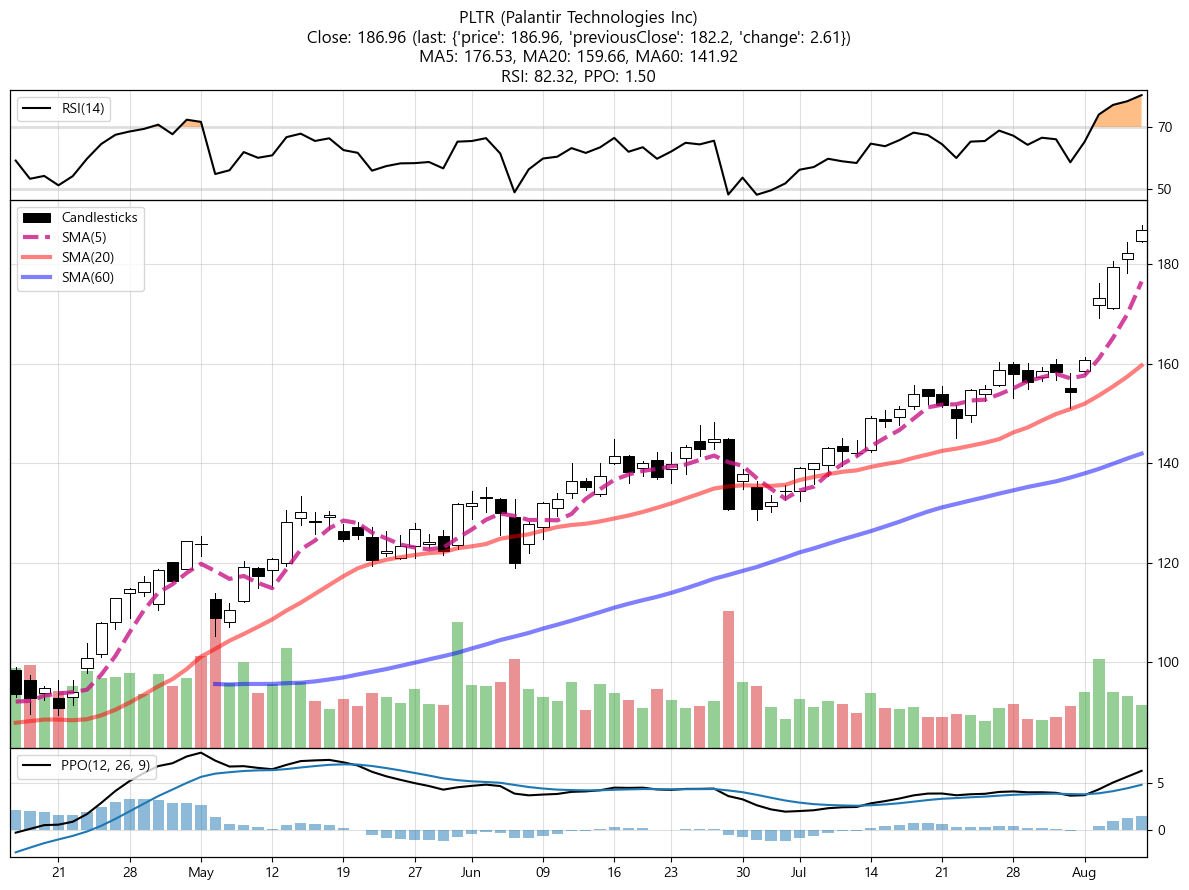 PLTR (Palantir Technologies Inc)
Close: 186.96 (last: {'price': 186.96, 'previousClose': 182.2, 'change': 2.61})
MA5: 176.53, MA20: 159.66, MA60: 141.92
RSI: 82.32, PPO: 1.50
RSI(14)
70
50
Candlesticks
SMA(5)
SMA(20)
SMA(60)
180
160
140
120
100
PPO(12, 26, 9)
5
0
21 28 May 12 19 27 Jun 09 16 23 30 Jul 14 21 28 Aug